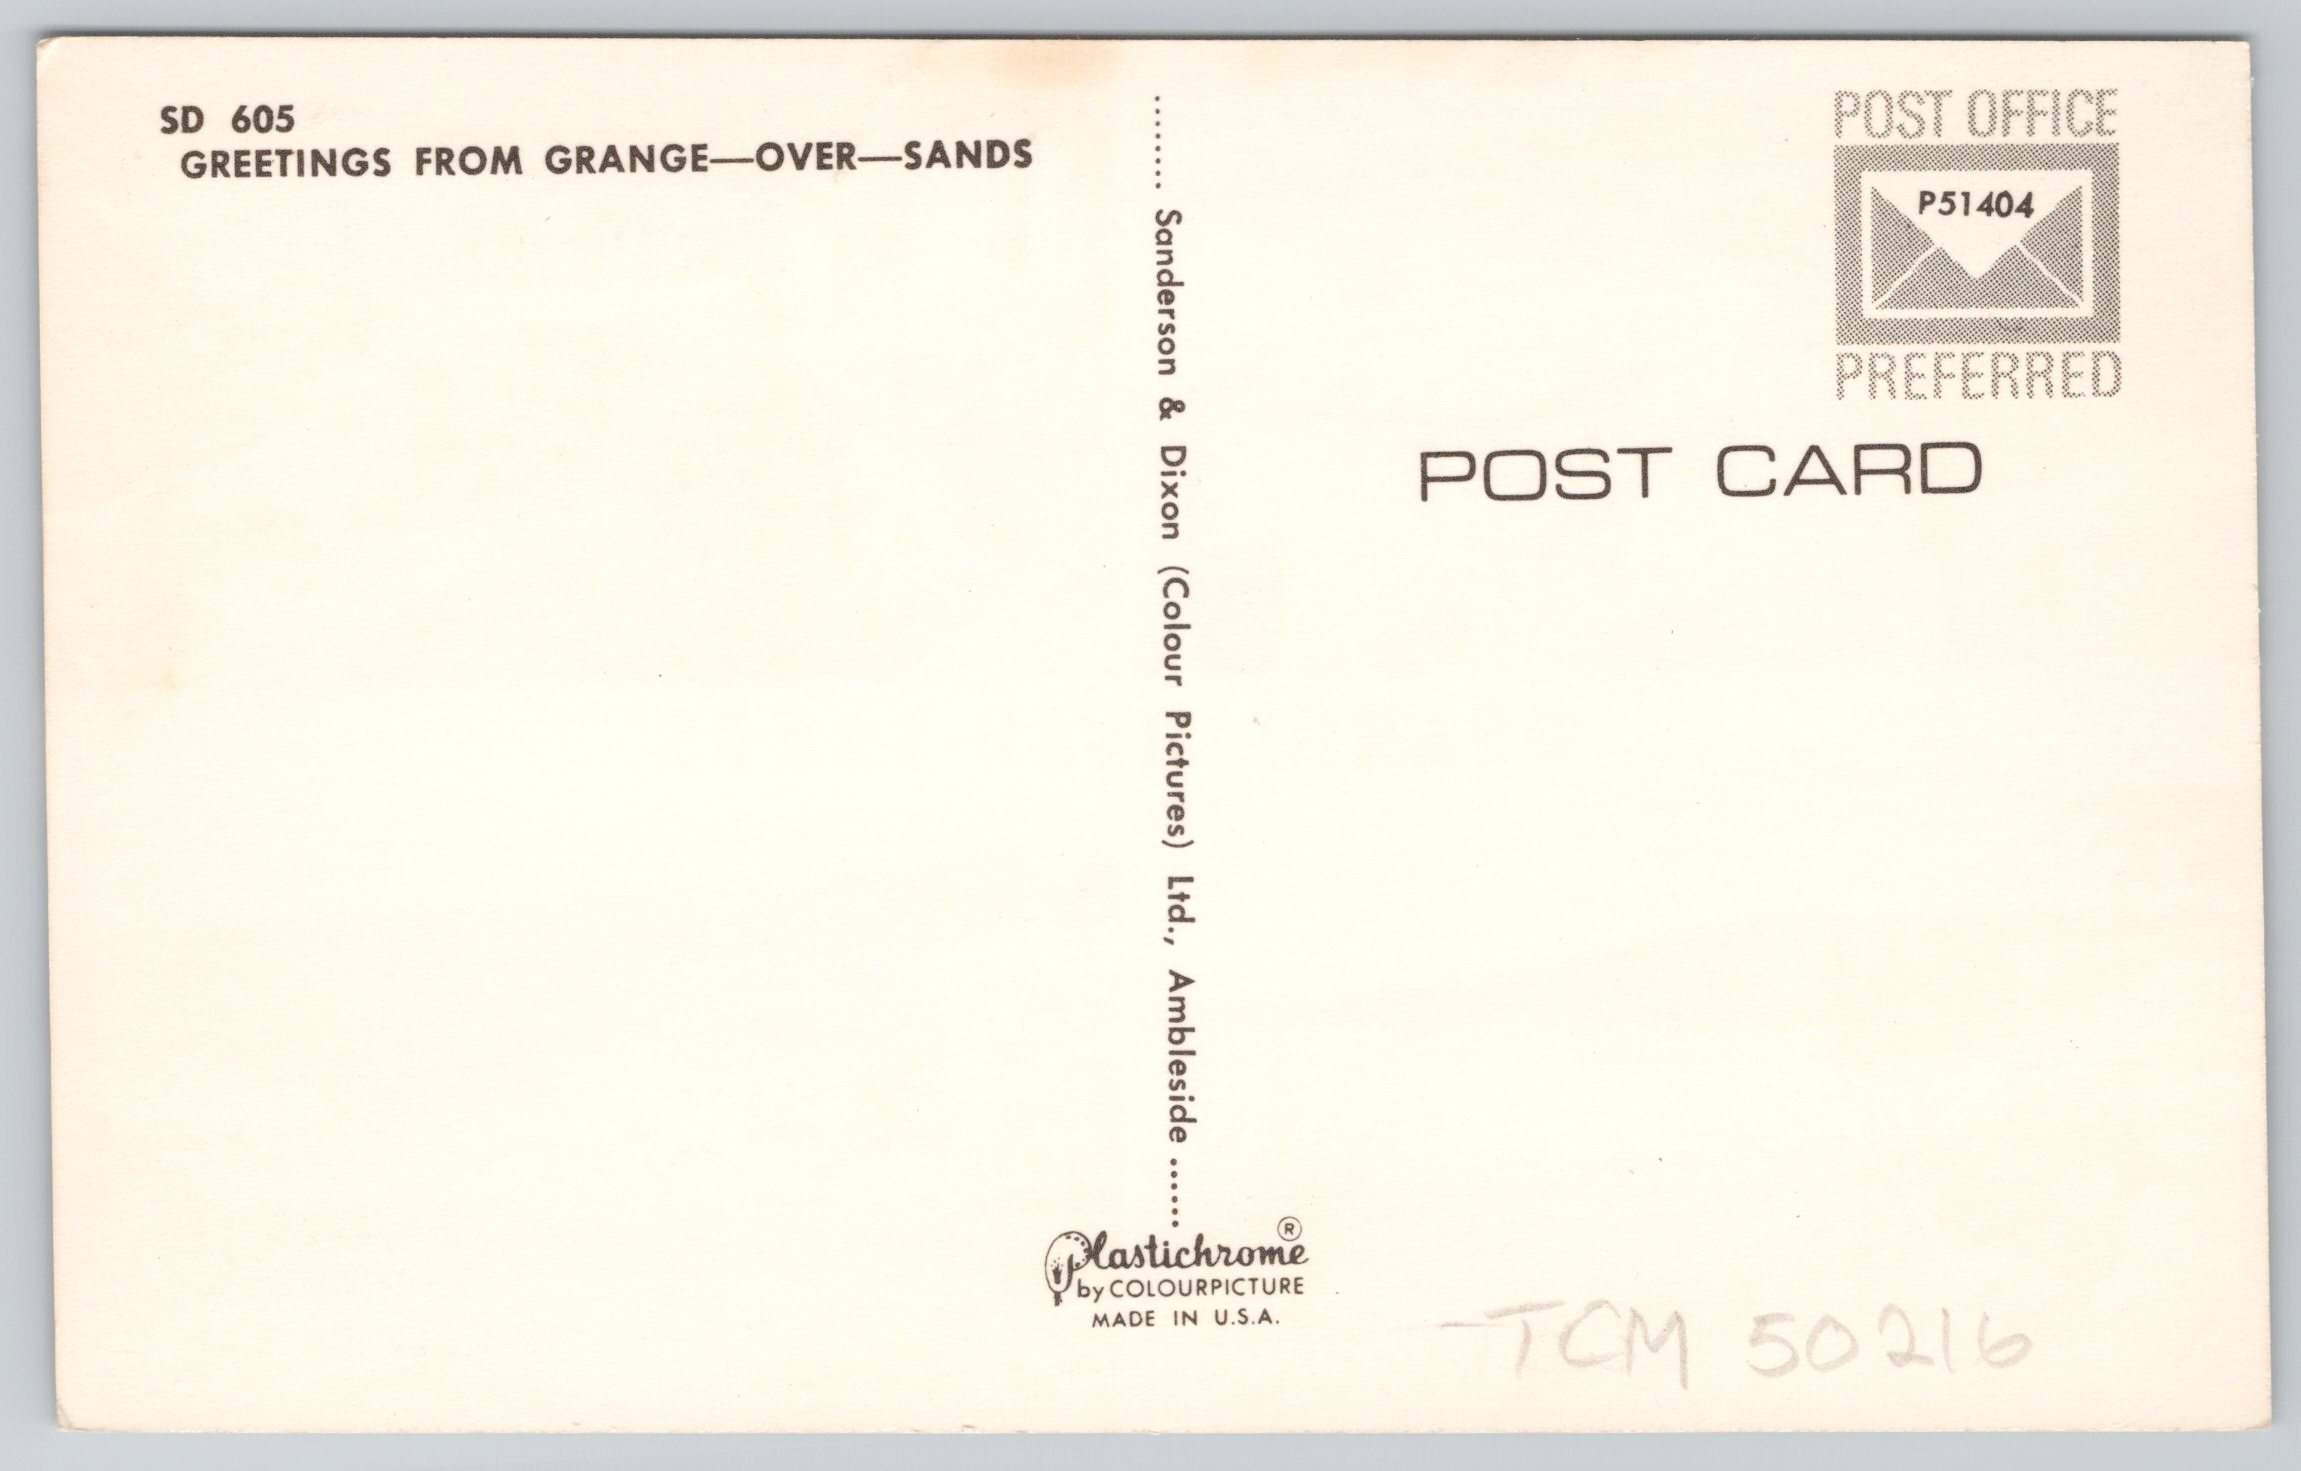 SD 605
GREETINGS FROM GRANGE—OVER—SANDS
........ Sanderson & Dixon (Colour Pictures) Ltd., Ambleside ......
Plastichrome ®
by COLOURPICTURE
MADE IN U.S.A.
POST OFFICE
P51404
PREFERRED
POST CARD
TCM 50216